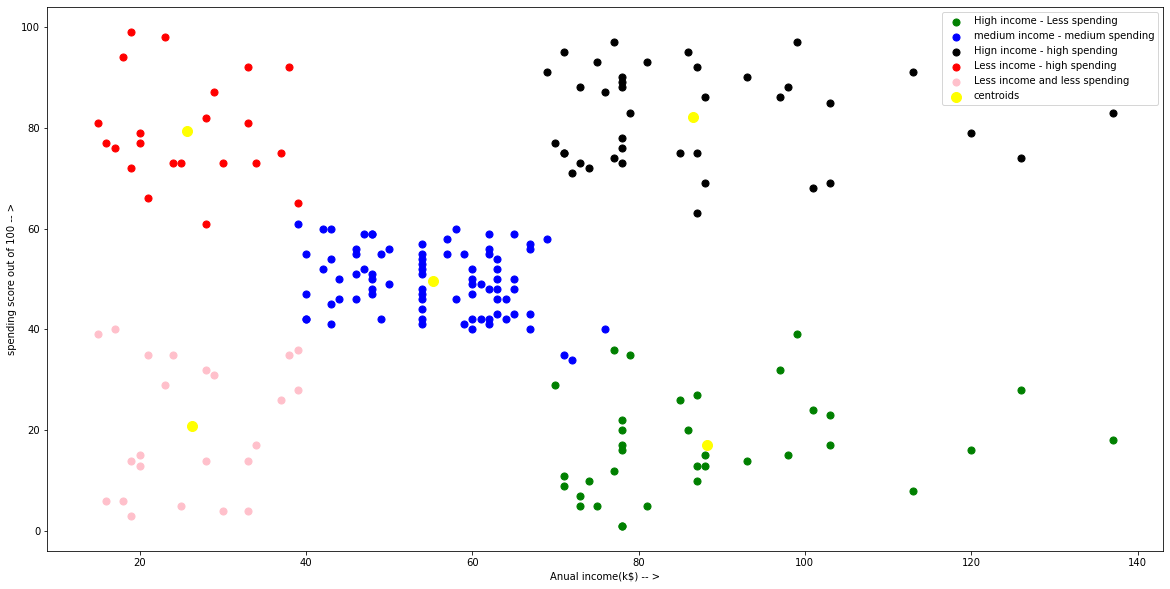 High income - Less spending
medium income - medium spending
Hign income - high spending
Less income - high spending
Less income and less spending
centroids
100
80
60
40
20
0
spending score out of 100 -- >
20 40 60 80 100 120 140
Anual income(k$) -- >